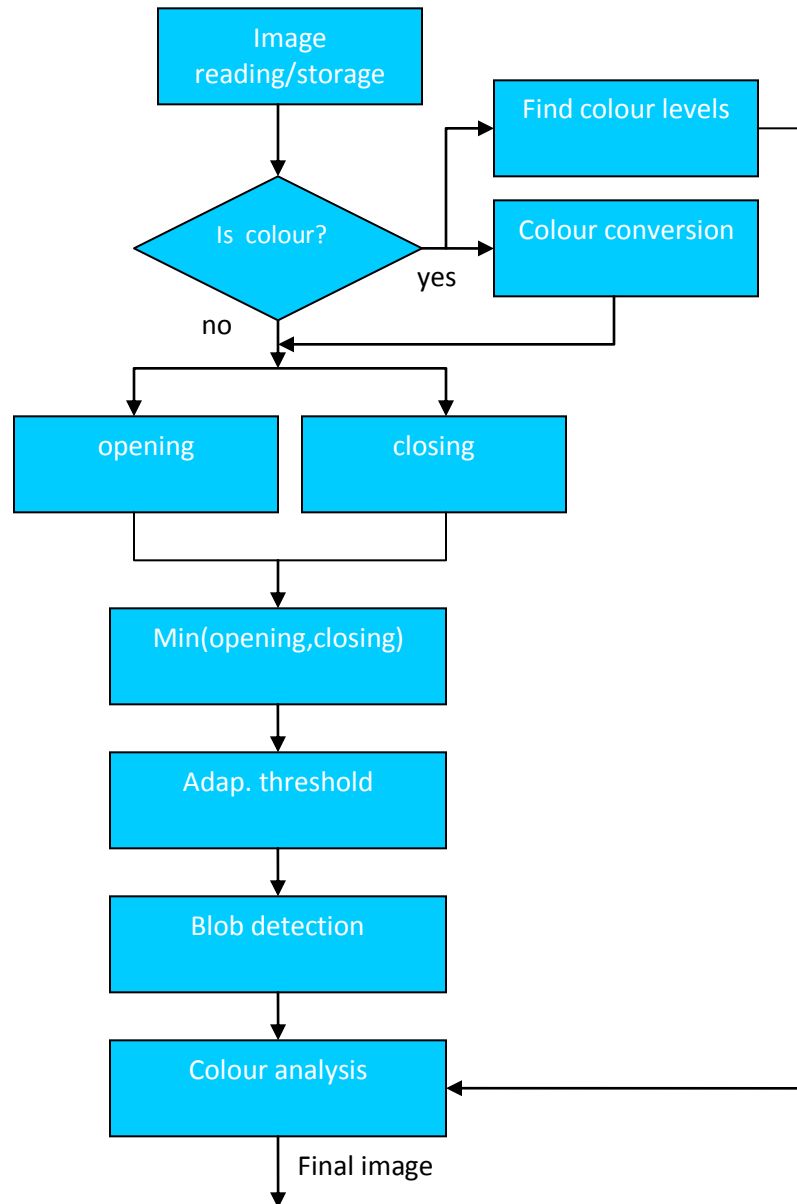 Image
reading/storage
Find colour levels
Is colour?
Colour conversion
yes
no
opening
closing
Min(opening,closing)
Adap. threshold
Blob detection
Colour analysis
Final image